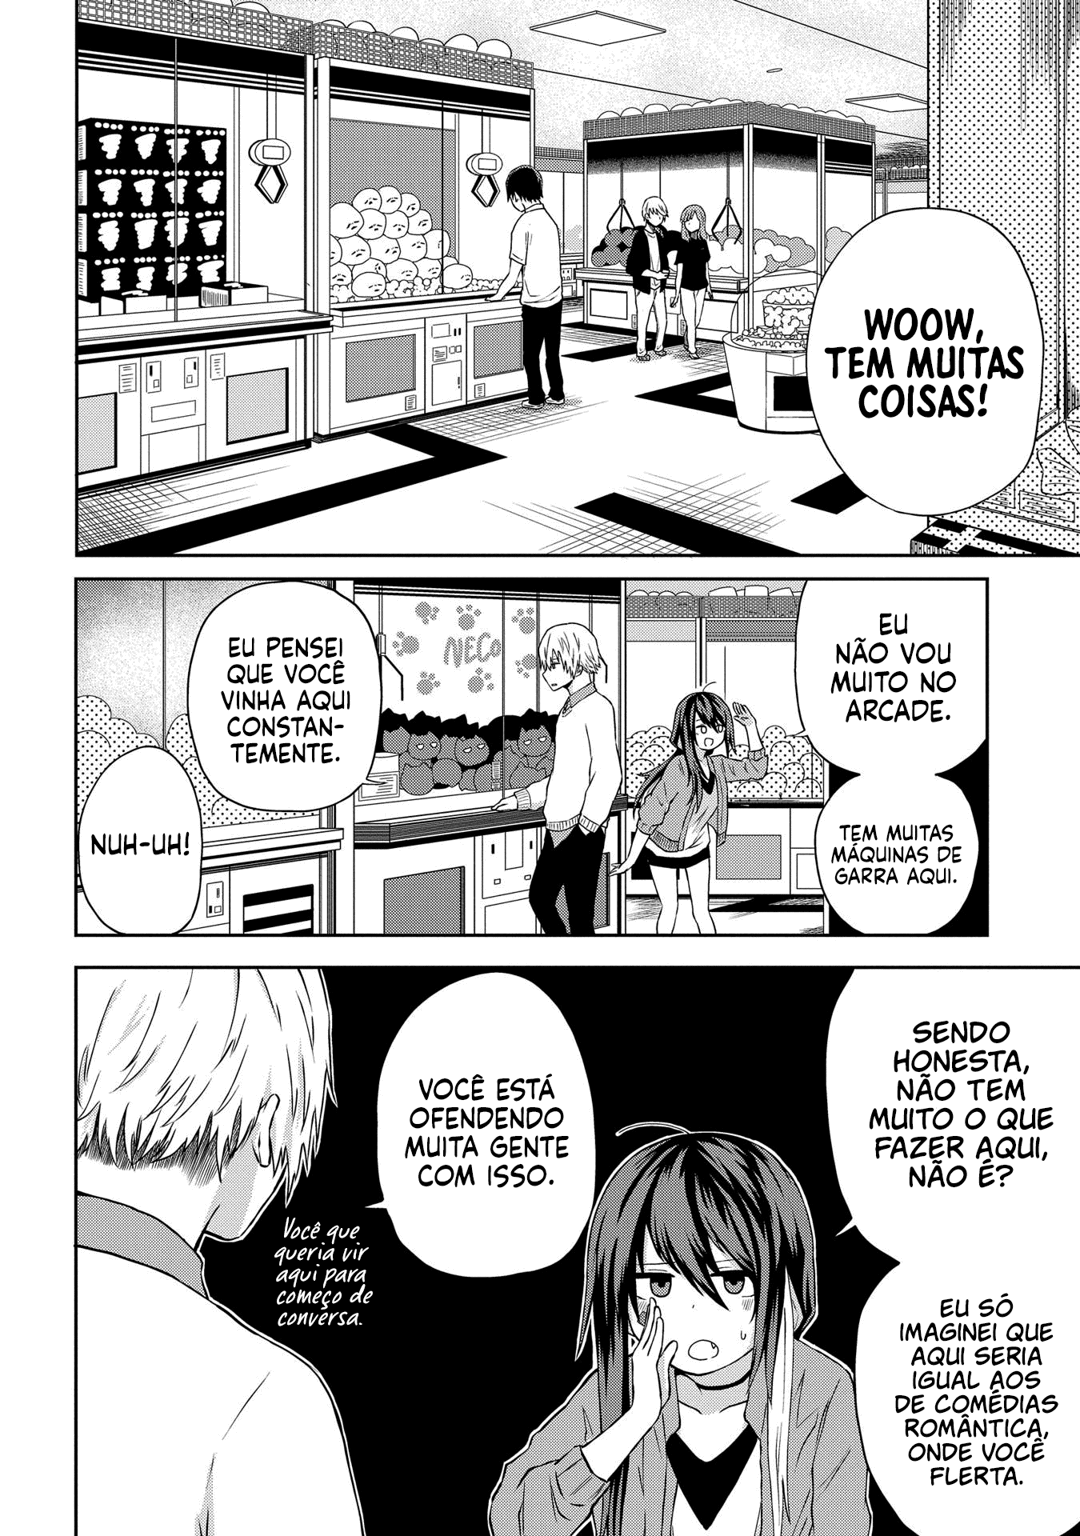 WOOW,
TEM MUITAS
COISAS!
EU
NÃO VOU
MUITO NO
ARCADE.
TEM MUITAS
MÁQUINAS DE
GARRA AQUI.
NECO
EU PENSEI
QUE VOCÊ
VINHA AQUI
CONSTAN-
TEMENTE.
NUH-UH!
SENDO
HONESTA,
NÃO TEM
MUITO O QUE
FAZER AQUI,
NÃO É?
EU SÓ
IMAGINEI QUE
AQUI SERIA
IGUAL AOS
DE COMÉDIAS
ROMÂNTICA,
ONDE VOCÊ
FLERTA.
VOCÊ ESTÁ
OFENDENDO
MUITA GENTE
COM ISSO.
Você que
queria vir
aqui para
começo de
conversa.